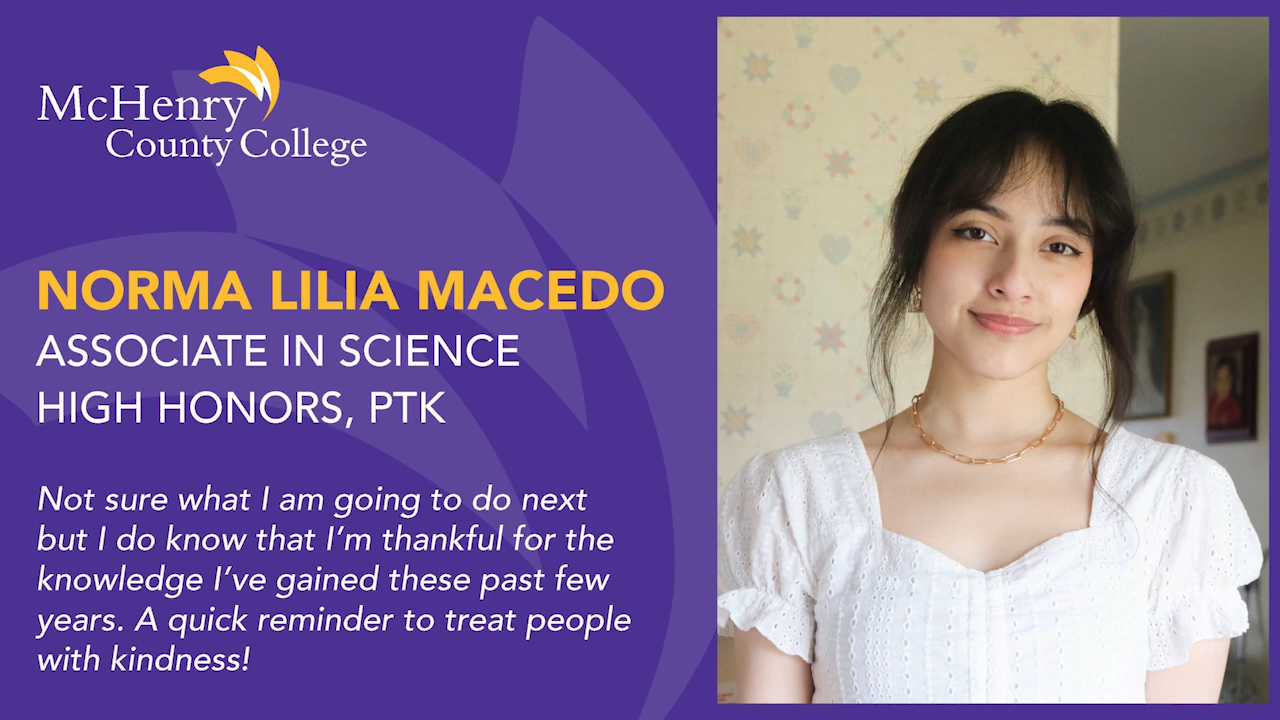 McHenry
County College
NORMA LILIA MACEDO
ASSOCIATE IN SCIENCE
HIGH HONORS, PTK
Not sure what I am going to do next
but I do know that I’m thankful for the
knowledge I’ve gained these past few
years. A quick reminder to treat people
with kindness!